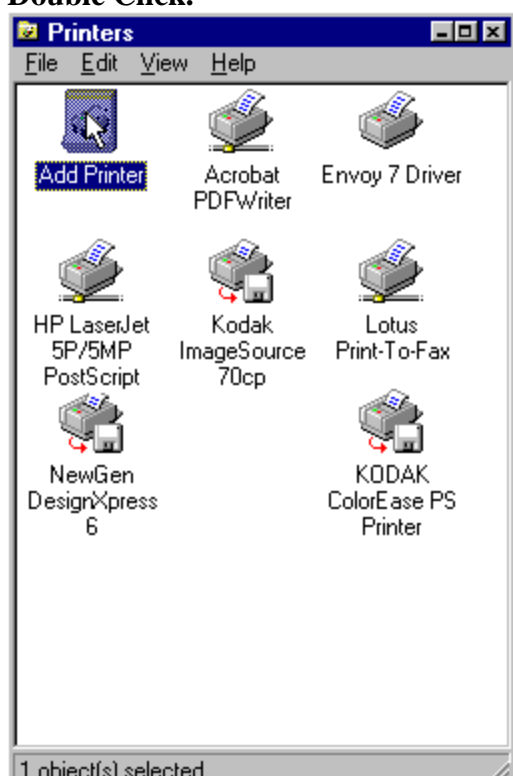 Double Click.
Printers
File Edit View Help
Add Printer
Acrobat
PDFWriter
Envoy 7 Driver
HP LaserJet
5P/5MP
PostScript
Kodak
ImageSource
70cp
Lotus
Print-To-Fax
NewGen
DesignXpress
6
KODAK
ColorEase PS
Printer
1 object(s) selected